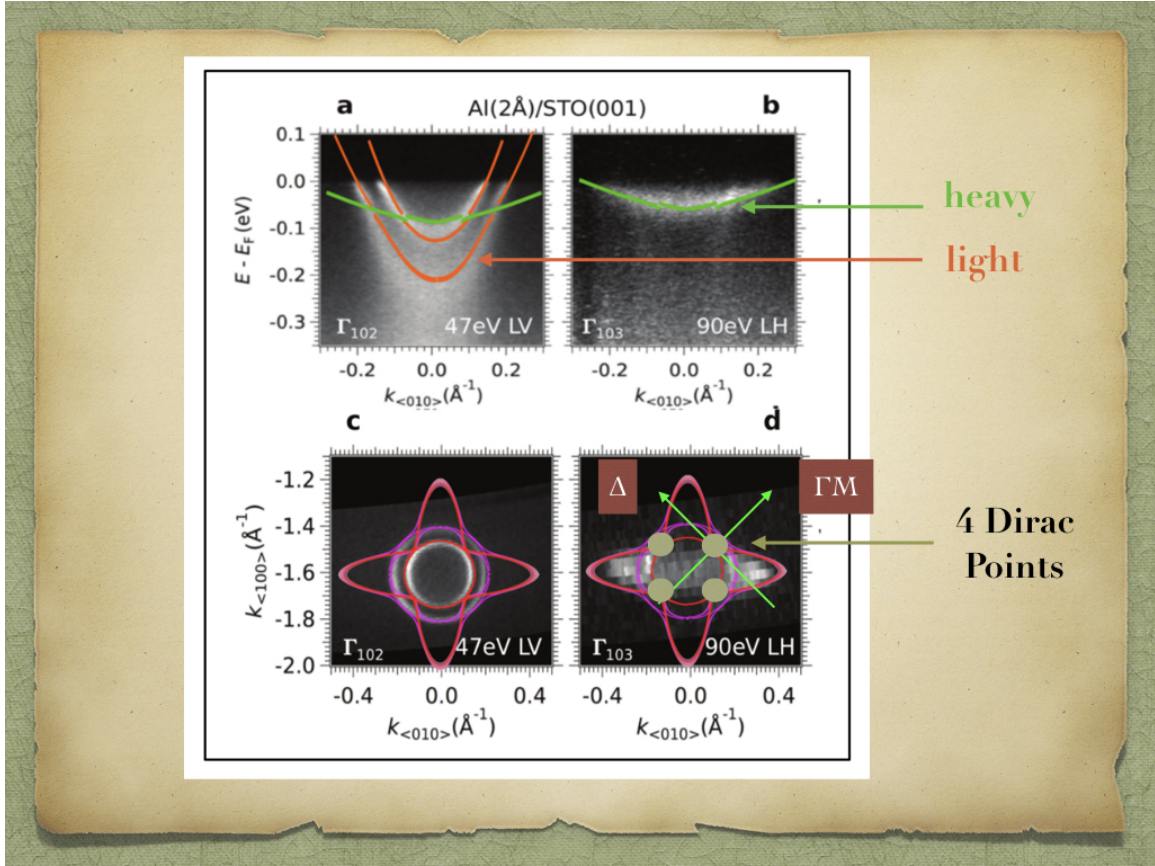 a Al(2Å)/STO(001) b
0.1
0.0
-0.1
-0.2
-0.3
E - E_F (eV)
Γ₁₀₂ 47eV LV
Γ₁₀₃ 90eV LH
-0.2 0.0 0.2
-0.2 0.0 0.2
k<010>(Å⁻¹)
k<010>(Å⁻¹)
heavy
light
c d
-1.2
-1.4
-1.6
-1.8
-2.0
k<100>(Å⁻¹)
Δ ΓM
Γ₁₀₂ 47eV LV
Γ₁₀₃ 90eV LH
-0.4 0.0 0.4
-0.4 0.0 0.4
k<010>(Å⁻¹)
k<010>(Å⁻¹)
4 Dirac
Points